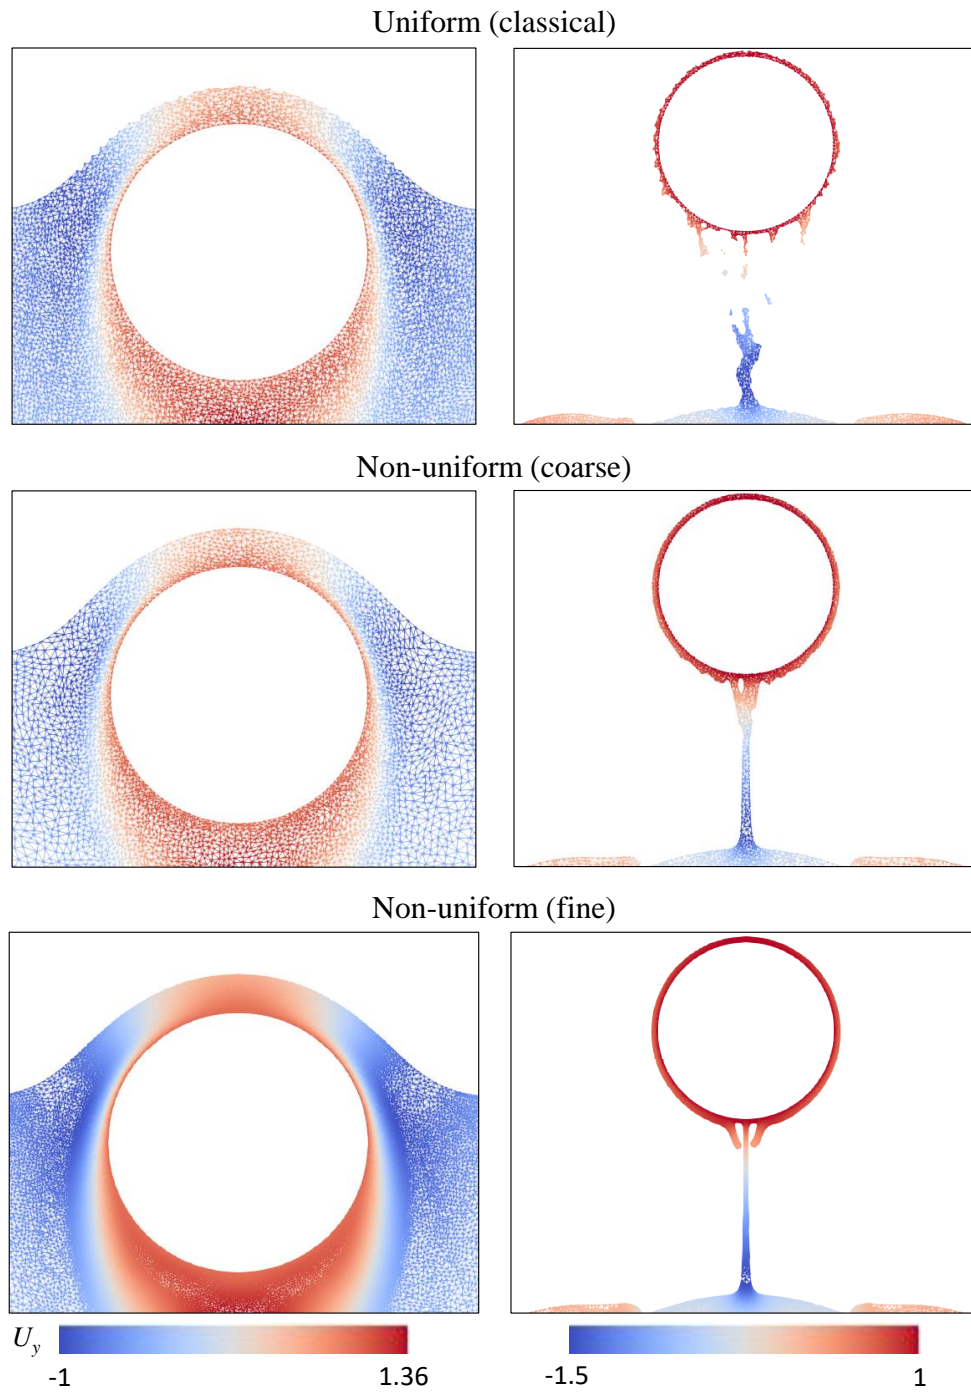 Uniform (classical)
Non-uniform (coarse)
Non-uniform (fine)
U_y
-1 1.36 -1.5 1